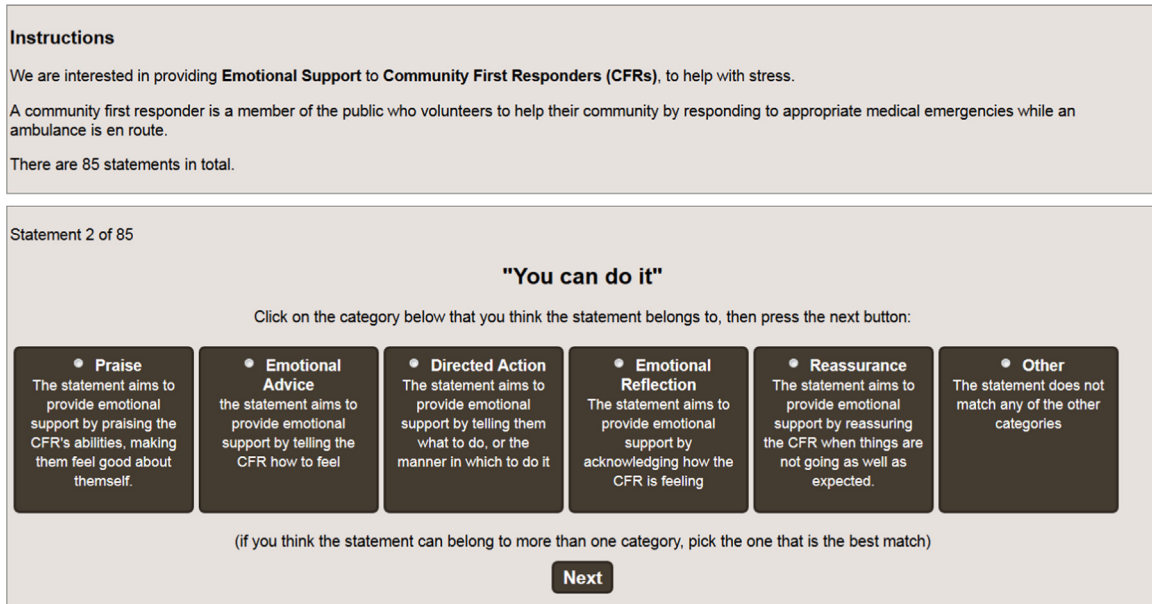 Instructions
We are interested in providing Emotional Support to Community First Responders (CFRs), to help with stress.
A community first responder is a member of the public who volunteers to help their community by responding to appropriate medical emergencies while an
ambulance is en route.
There are 85 statements in total.
Statement 2 of 85
"You can do it"
Click on the category below that you think the statement belongs to, then press the next button:
Praise
The statement aims to
provide emotional
support by praising the
CFR's abilities, making
them feel good about
themself.
Emotional
Advice
the statement aims to
provide emotional
support by telling the
CFR how to feel
Directed Action
The statement aims to
provide emotional
support by telling them
what to do, or the
manner in which to do it
Emotional
Reflection
The statement aims to
provide emotional
support by
acknowledging how the
CFR is feeling
Reassurance
The statement aims to
provide emotional
support by reassuring
the CFR when things are
not going as well as
expected.
Other
The statement does not
match any of the other
categories
(if you think the statement can belong to more than one category, pick the one that is the best match)
Next